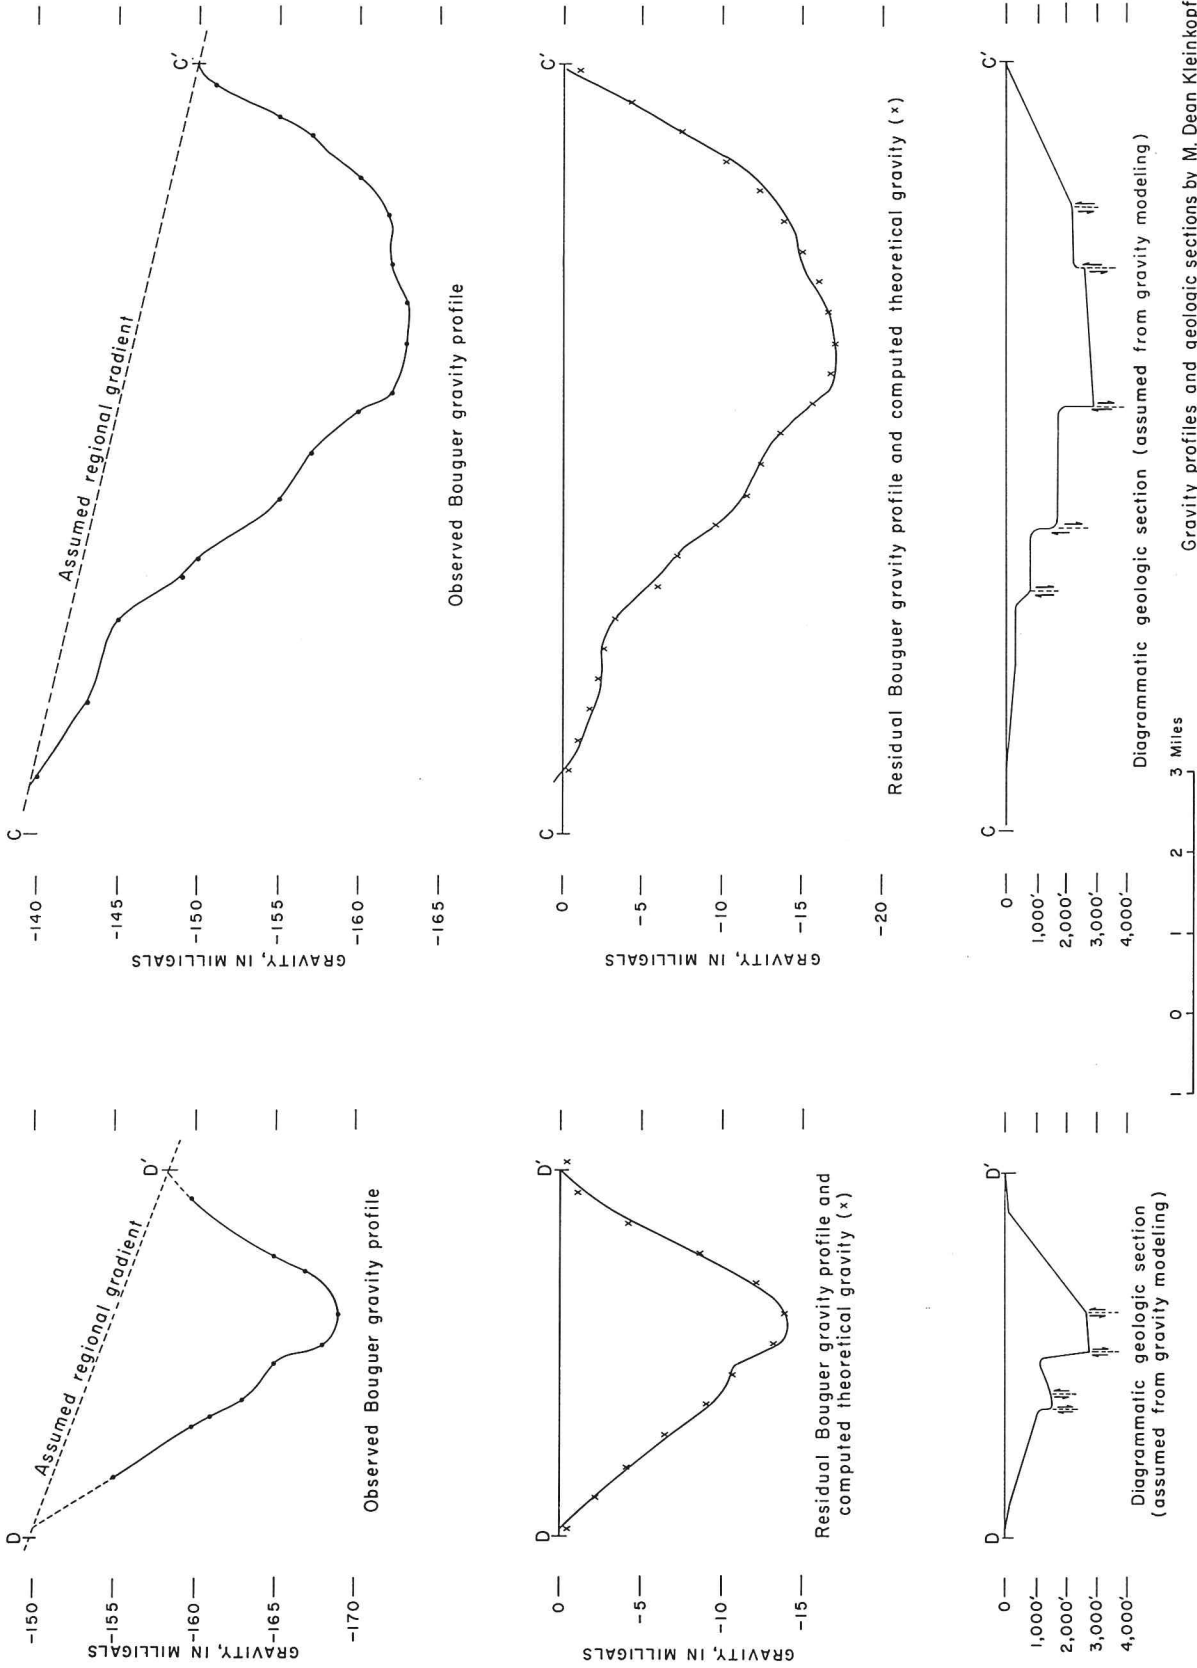 D
D'
-150
-155
-160
-165
-170
GRAVITY, IN MILLIGALS
Assumed regional gradient
Observed Bouguer gravity profile
C
C'
-140
-145
-150
-155
-160
-165
GRAVITY, IN MILLIGALS
Assumed regional gradient
Observed Bouguer gravity profile
D
D'
0
-5
-10
-15
GRAVITY, IN MILLIGALS
Residual Bouguer gravity profile and
computed theoretical gravity (x)
C
C'
0
-5
-10
-15
-20
GRAVITY, IN MILLIGALS
Residual Bouguer gravity profile and computed theoretical gravity (x)
D
D'
0
1,000'
2,000'
3,000'
4,000'
Diagrammatic geologic section
(assumed from gravity modeling)
C
C'
0
1,000'
2,000'
3,000'
4,000'
Diagrammatic geologic section (assumed from gravity modeling)
1 0 1 2 3 Miles
Gravity profiles and geologic sections by M. Dean Kleinkopf